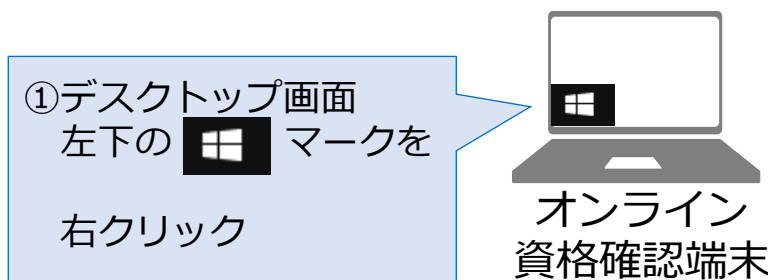 ①デスクトップ画面
左下の マークを
右クリック
オンライン
資格確認端末